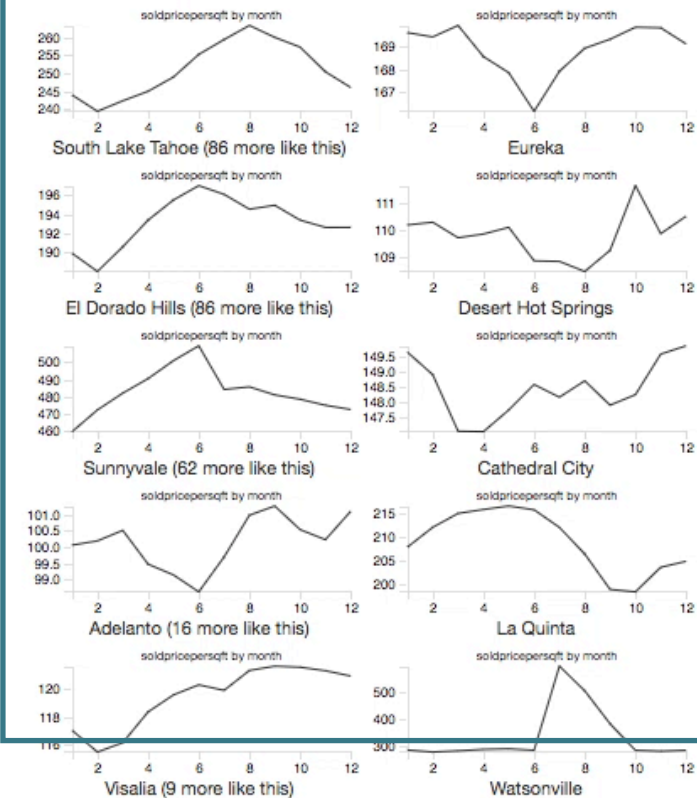 soldpricepersqft by month
260
255
250
245
240
2 4 6 8 10 12
South Lake Tahoe (86 more like this)
soldpricepersqft by month
169
168
167
2 4 6 8 10 12
Eureka
soldpricepersqft by month
196
194
192
190
2 4 6 8 10 12
El Dorado Hills (86 more like this)
soldpricepersqft by month
111
110
109
2 4 6 8 10 12
Desert Hot Springs
soldpricepersqft by month
500
490
480
470
460
2 4 6 8 10 12
Sunnyvale (62 more like this)
soldpricepersqft by month
149.5
149.0
148.5
148.0
147.5
2 4 6 8 10 12
Cathedral City
soldpricepersqft by month
101.0
100.5
100.0
99.5
99.0
2 4 6 8 10 12
Adelanto (16 more like this)
soldpricepersqft by month
215
210
205
200
2 4 6 8 10 12
La Quinta
soldpricepersqft by month
120
118
116
2 4 6 8 10 12
Visalia (9 more like this)
soldpricepersqft by month
500
400
300
2 4 6 8 10 12
Watsonville